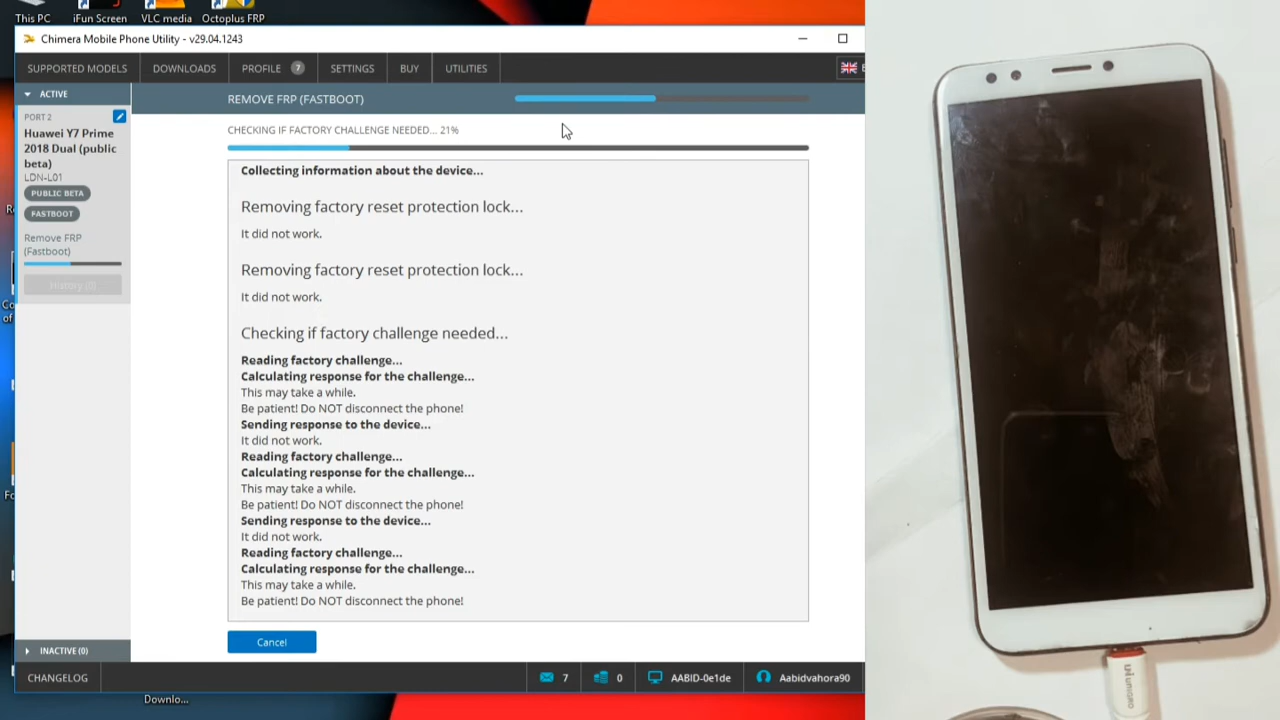 This PC
iFun Screen
VLC media
Octoplus FRP
Chimera Mobile Phone Utility - v29.04.1243
SUPPORTED MODELS
DOWNLOADS
PROFILE 7
SETTINGS
BUY
UTILITIES
ACTIVE
PORT 2
Huawei Y7 Prime
2018 Dual (public
beta)
LDN-L01
PUBLIC BETA
FASTBOOT
Remove FRP
(Fastboot)
History (0)
REMOVE FRP (FASTBOOT)
CHECKING IF FACTORY CHALLENGE NEEDED... 21%
Collecting information about the device...
Removing factory reset protection lock...
It did not work.
Removing factory reset protection lock...
It did not work.
Checking if factory challenge needed...
Reading factory challenge...
Calculating response for the challenge...
This may take a while.
Be patient! Do NOT disconnect the phone!
Sending response to the device...
It did not work.
Reading factory challenge...
Calculating response for the challenge...
This may take a while.
Be patient! Do NOT disconnect the phone!
Sending response to the device...
It did not work.
Reading factory challenge...
Calculating response for the challenge...
This may take a while.
Be patient! Do NOT disconnect the phone!
Cancel
INACTIVE (0)
CHANGELOG
7
0
AABID-0e1de
Aabidvahora90
Downlo...